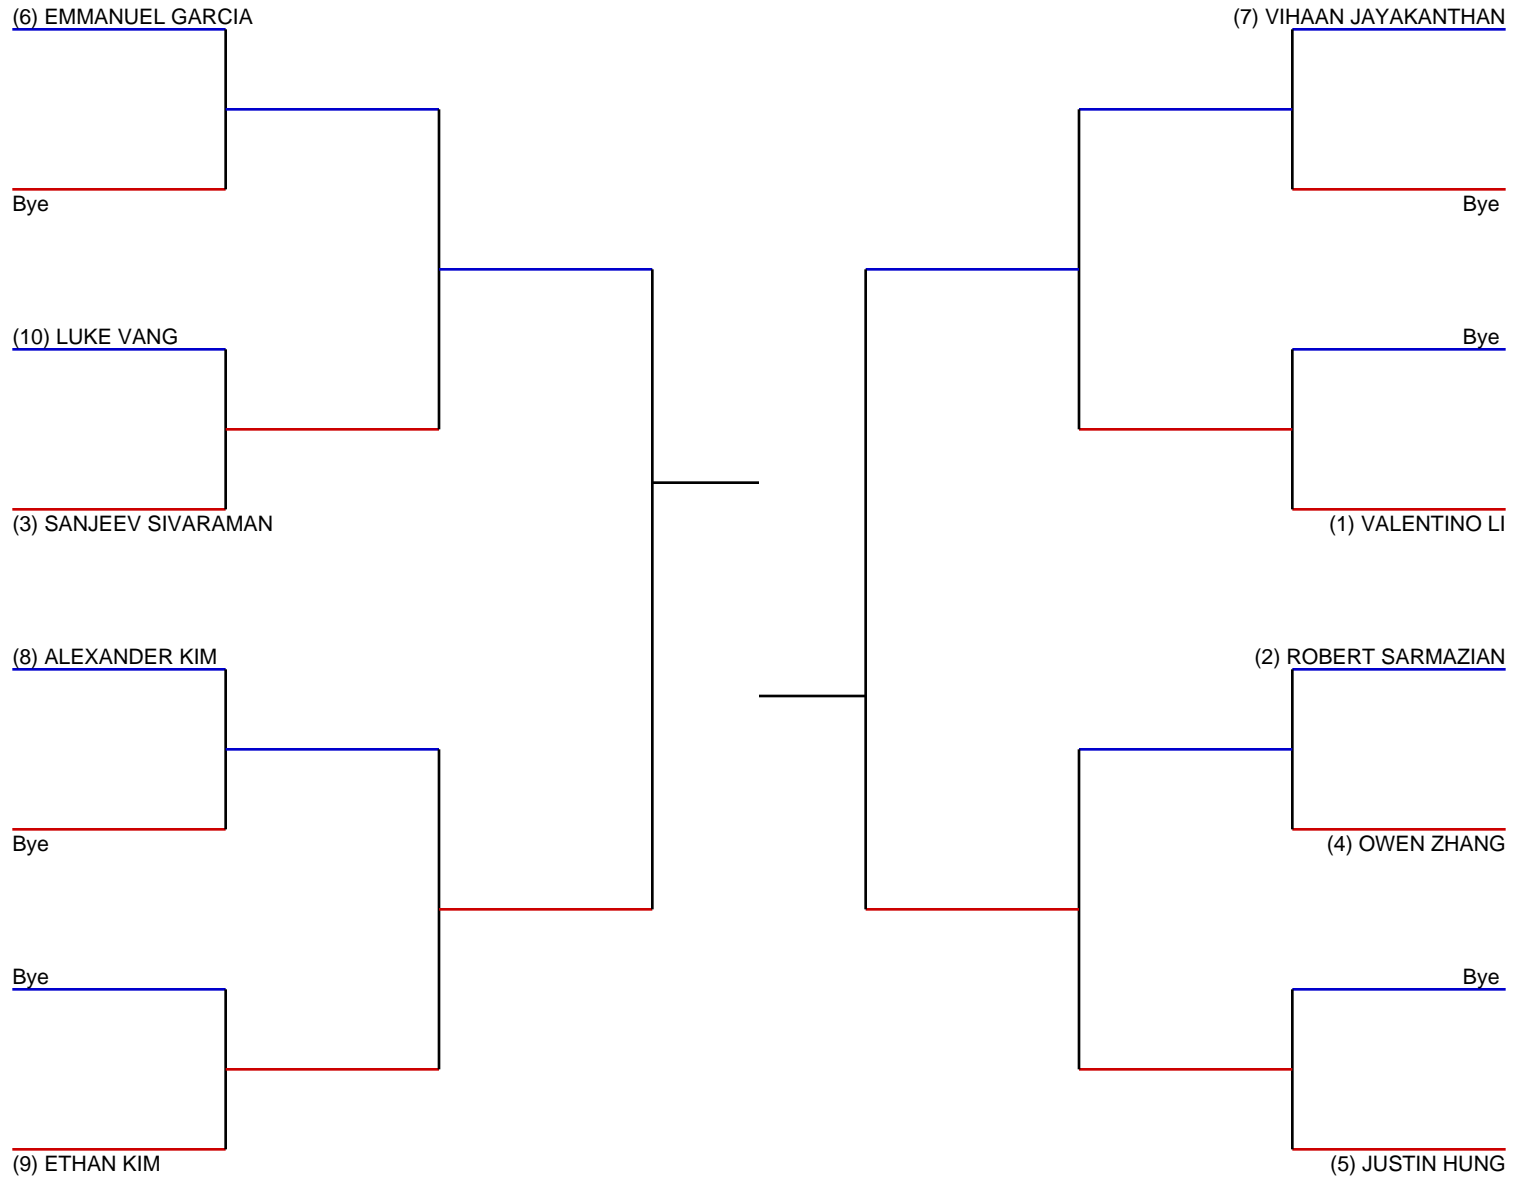 (6) EMMANUEL GARCIA
Bye
(10) LUKE VANG
(3) SANJEEV SIVARAMAN
(8) ALEXANDER KIM
Bye
Bye
(9) ETHAN KIM
(7) VIHAAN JAYAKANTHAN
Bye
Bye
(1) VALENTINO LI
(2) ROBERT SARMAZIAN
(4) OWEN ZHANG
Bye
(5) JUSTIN HUNG